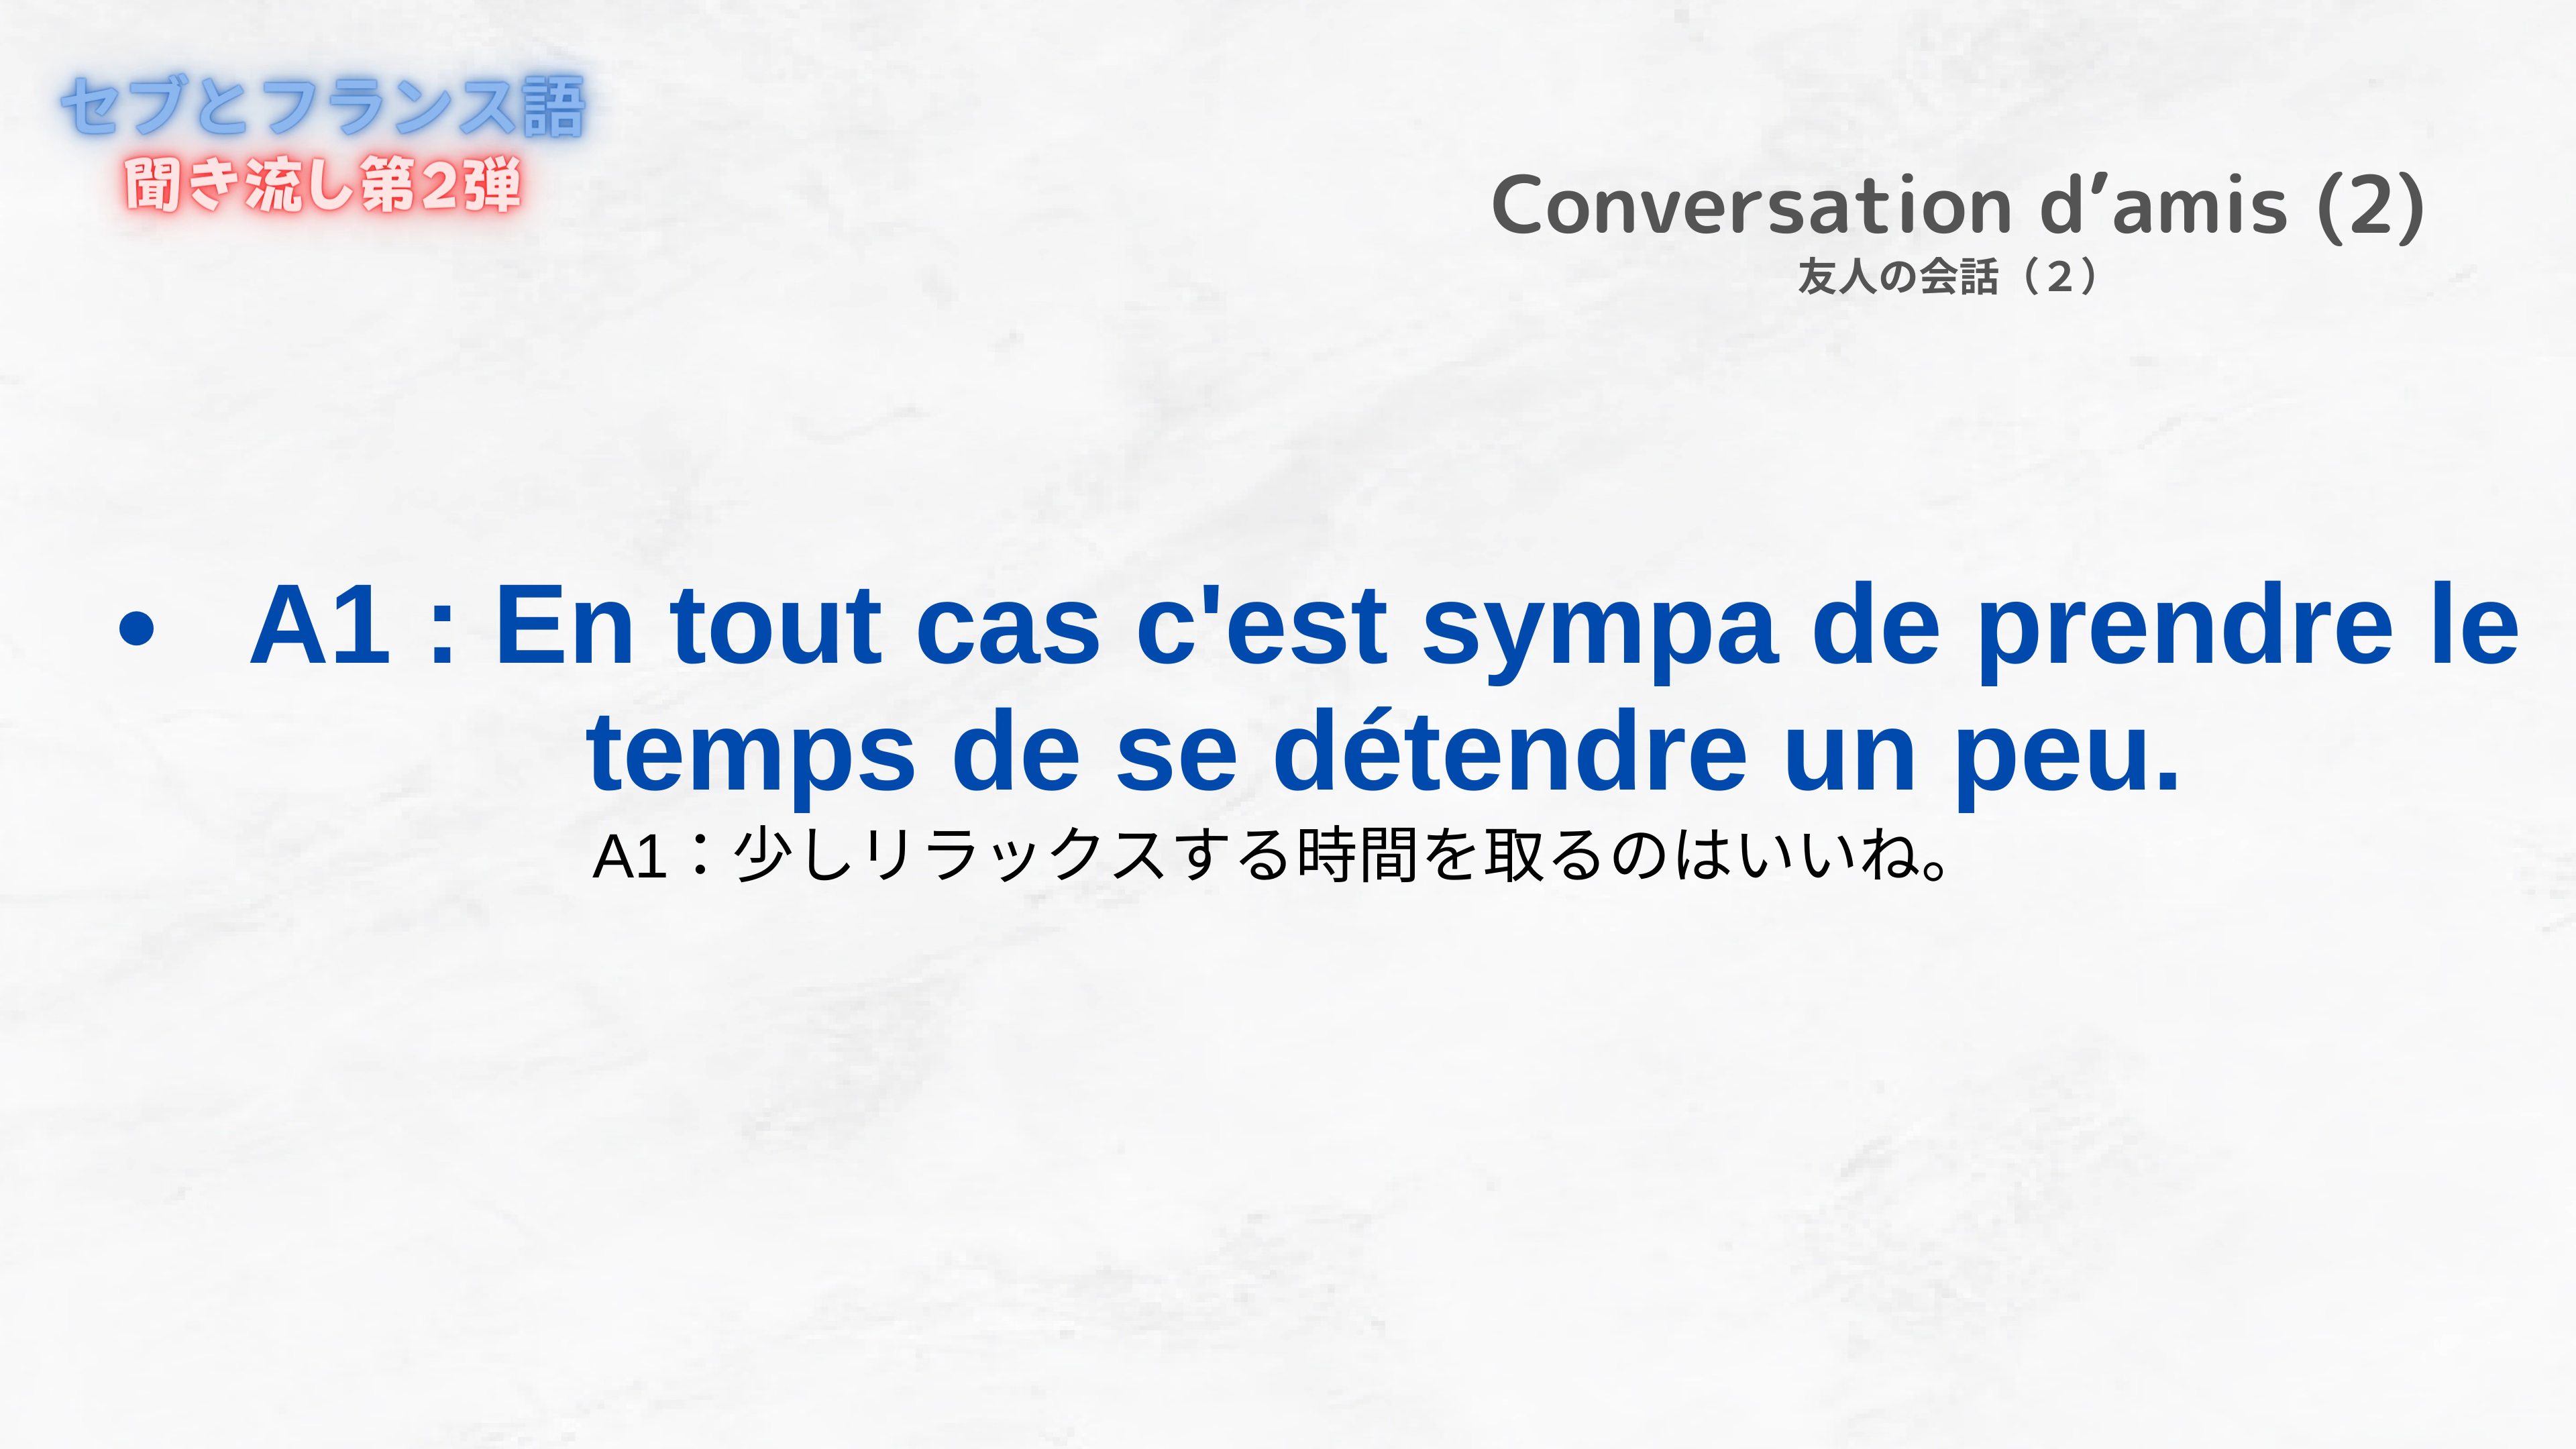 セブとフランス語
聞き流し第2弾
Conversation d’amis (2)
友人の会話（２）
• A1 : En tout cas c'est sympa de prendre le
temps de se détendre un peu.
A1：少しリラックスする時間を取るのはいいね。